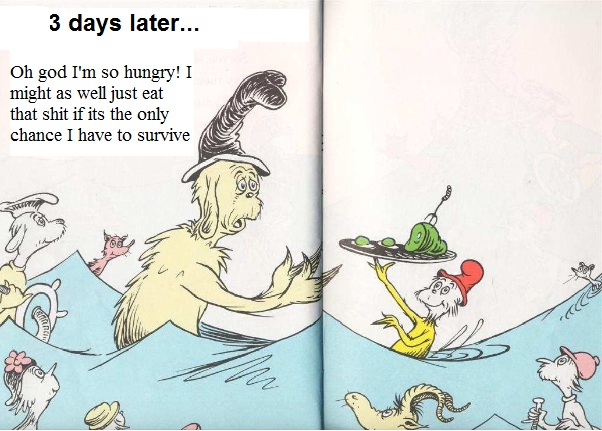 3 days later...
Oh god I'm so hungry! I
might as well just eat
that shit if its the only
chance I have to survive